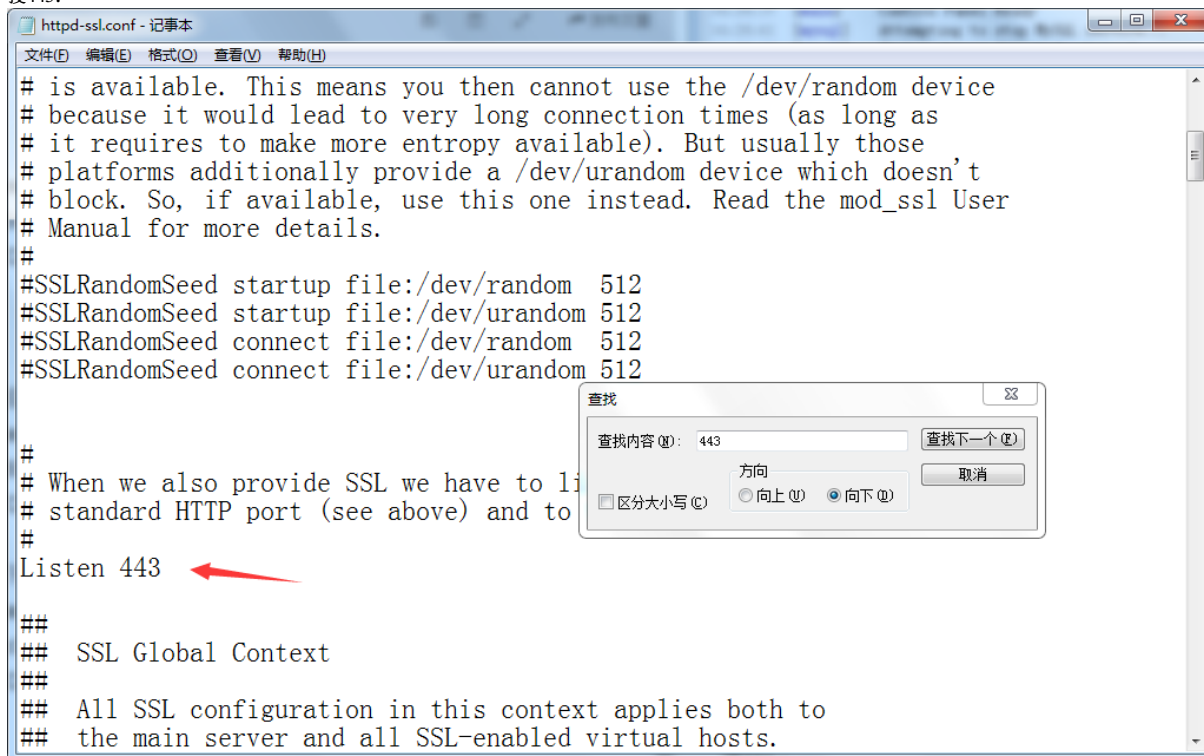 httpd-ssl.conf - 记事本
文件(F) 编辑(E) 格式(O) 查看(V) 帮助(H)
# is available. This means you then cannot use the /dev/random device
# because it would lead to very long connection times (as long as
# it requires to make more entropy available). But usually those
# platforms additionally provide a /dev/urandom device which doesn't
# block. So, if available, use this one instead. Read the mod_ssl User
# Manual for more details.
#
#SSLRandomSeed startup file:/dev/random 512
#SSLRandomSeed startup file:/dev/urandom 512
#SSLRandomSeed connect file:/dev/random 512
#SSLRandomSeed connect file:/dev/urandom 512
#
# When we also provide SSL we have to li
# standard HTTP port (see above) and to
#
Listen 443
##
## SSL Global Context
##
## All SSL configuration in this context applies both to
## the main server and all SSL-enabled virtual hosts.
查找
查找内容(N): 443
查找下一个(F)
方向
取消
区分大小写(C)
向上(U) 向下(D)